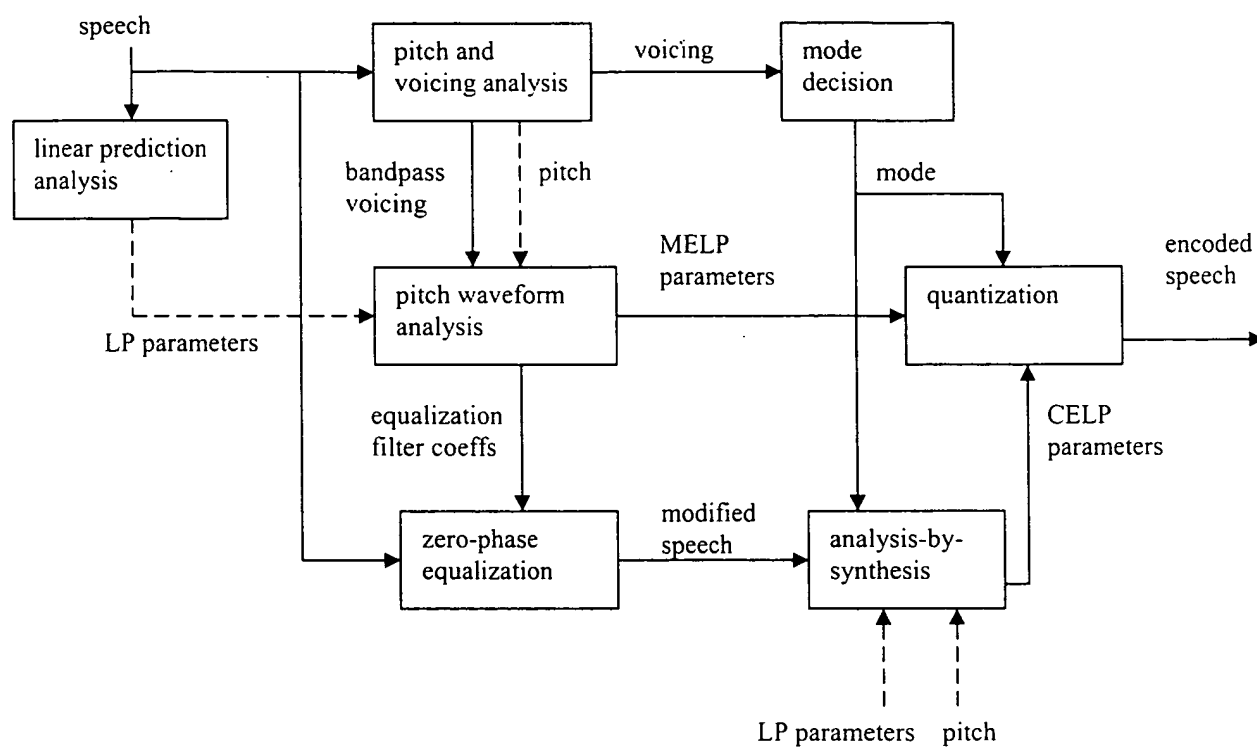 speech
pitch and
voicing analysis
voicing
mode
decision
linear prediction
analysis
bandpass
voicing
pitch
mode
LP parameters
pitch waveform
analysis
MELP
parameters
quantization
encoded
speech
equalization
filter coeffs
CELP
parameters
zero-phase
equalization
modified
speech
analysis-by-
synthesis
LP parameters
pitch